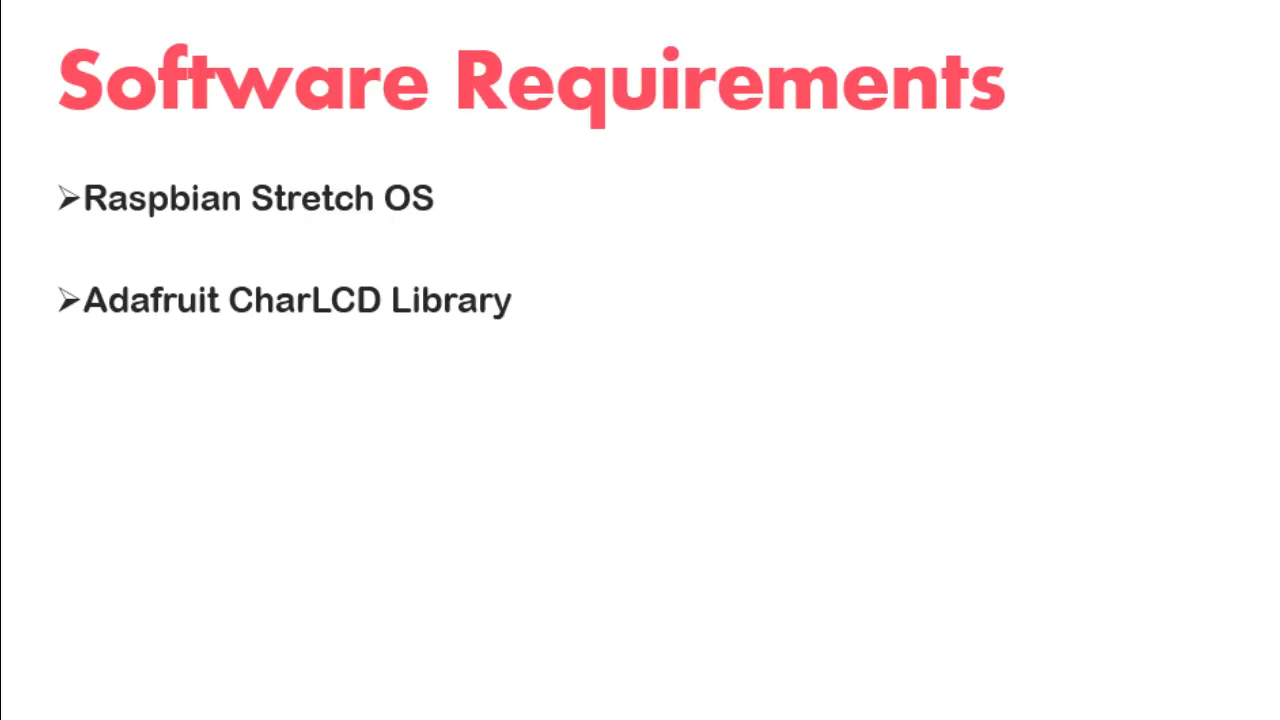 Software Requirements
➢Raspbian Stretch OS
➢Adafruit CharLCD Library